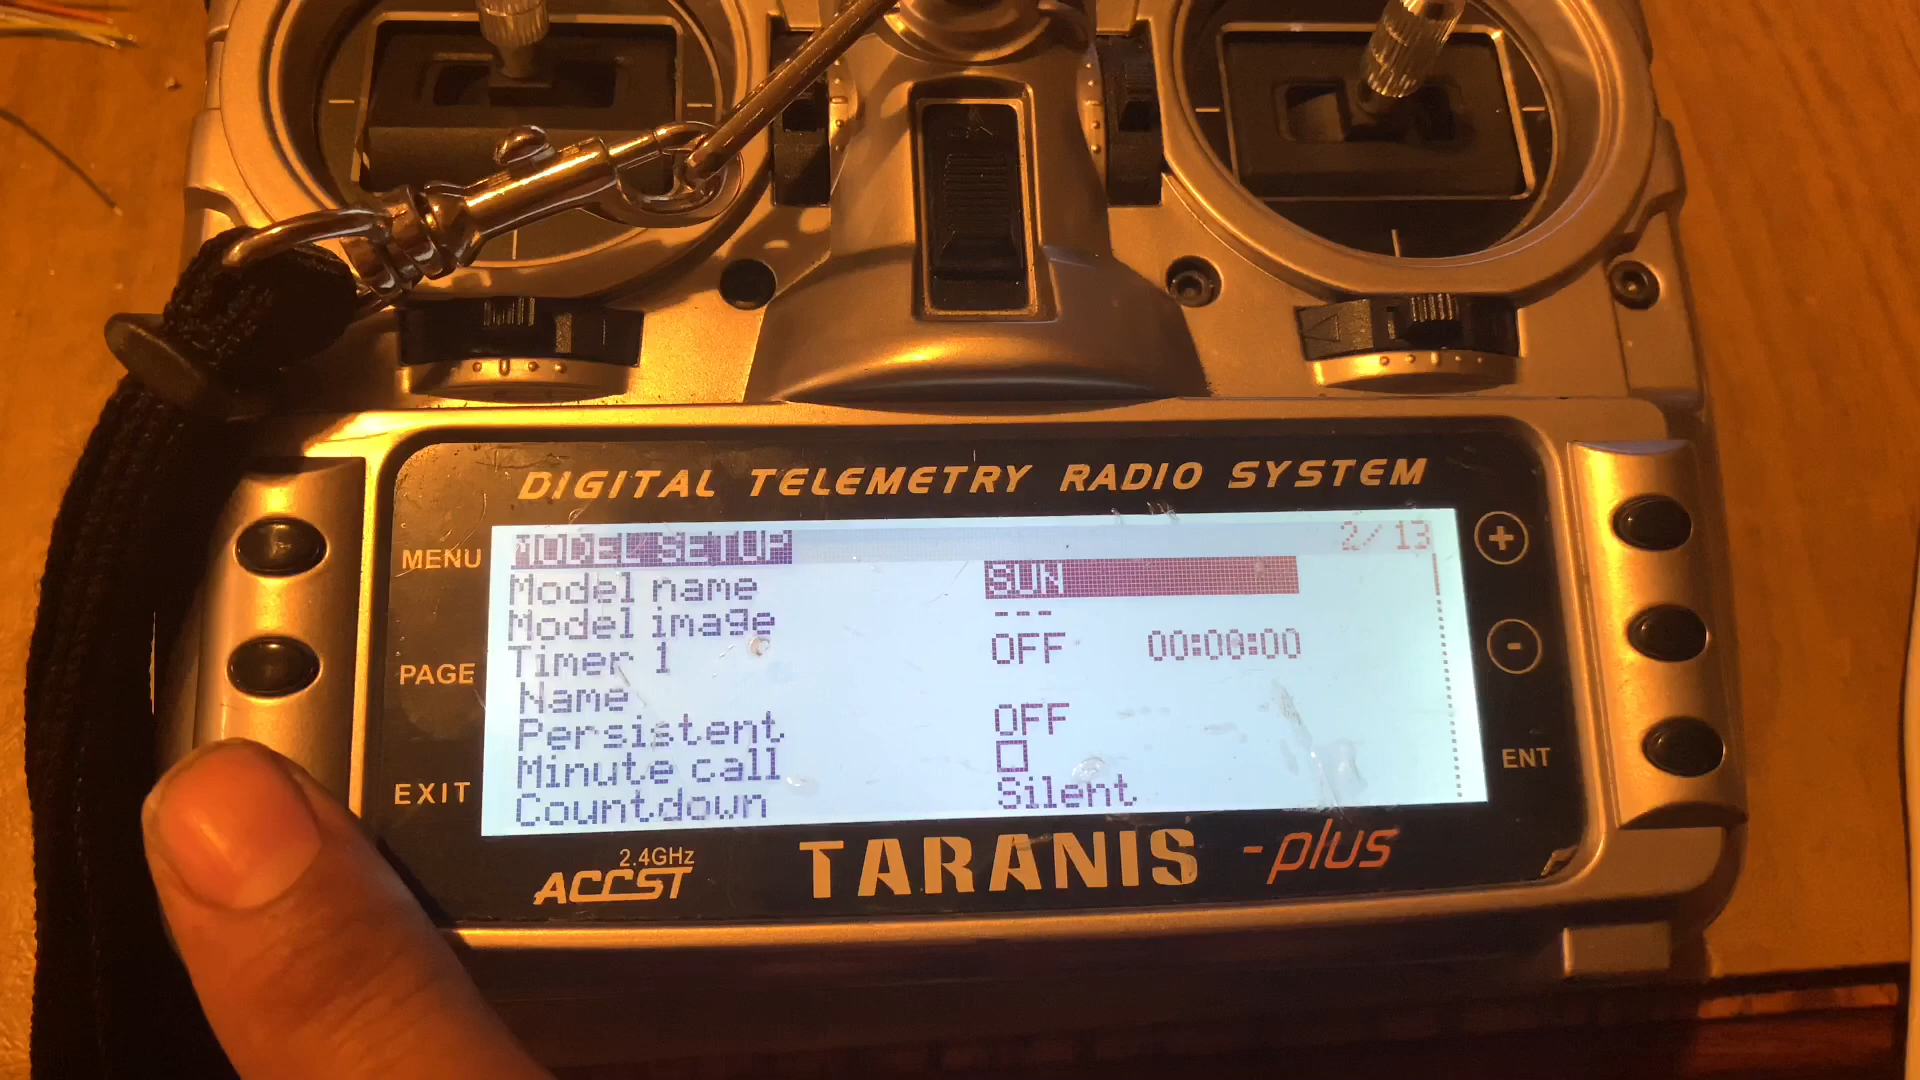 DIGITAL TELEMETRY RADIO SYSTEM
MENU
PAGE
EXIT
MODEL SETUP 2/13
Model name SUN
Model image ---
Timer 1 OFF 00:00:00
Name
Persistent OFF
Minute call
Countdown Silent
+
-
ENT
2.4GHz
ACCST
TARANIS -plus